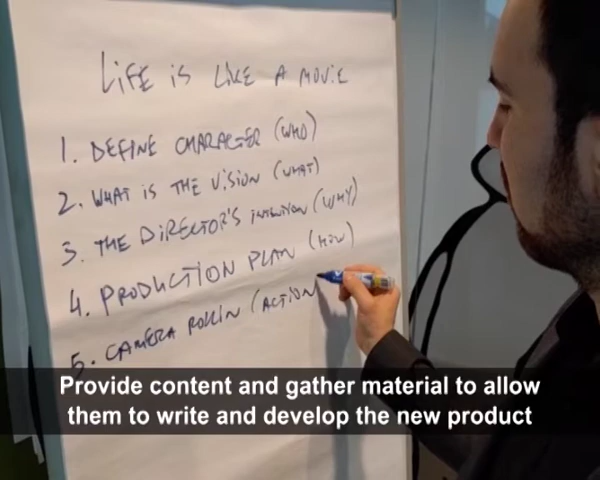 LIFE IS LIKE A MOVIE
1. DEFINE CHARACTER (WHO)
2. WHAT IS THE VISION (WHAT)
3. THE DIRECTOR'S INTENTION (WHY)
4. PRODUCTION PLAN (HOW)
5. CAMERA ROLLIN (ACTION
Provide content and gather material to allow
them to write and develop the new product